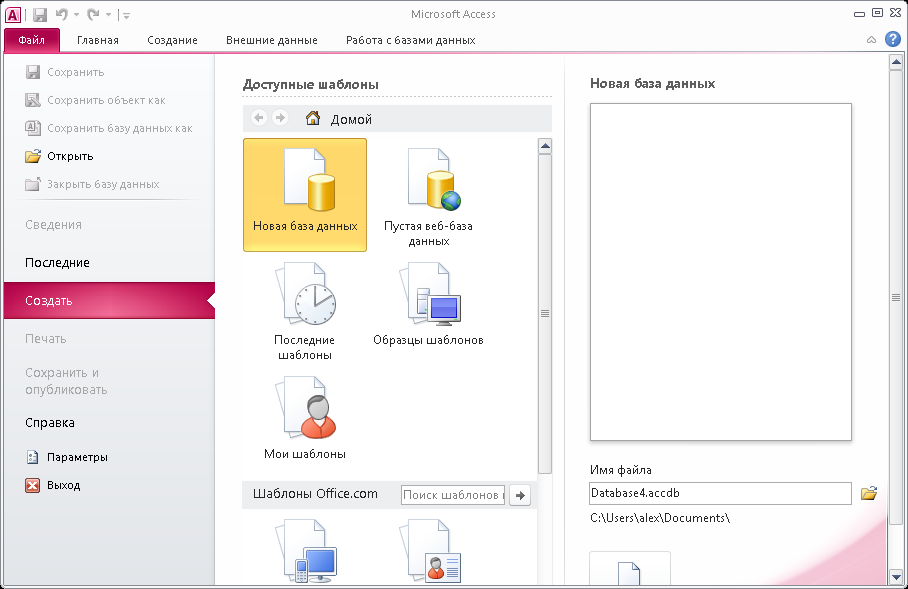 Microsoft Access
Файл
Главная
Создание
Внешние данные
Работа с базами данных
Сохранить
Сохранить объект как
Сохранить базу данных как
Открыть
Закрыть базу данных
Сведения
Последние
Создать
Печать
Сохранить и
опубликовать
Справка
Параметры
Выход
Доступные шаблоны
Домой
Новая база данных
Пустая веб-база
данных
Последние
шаблоны
Образцы шаблонов
Мои шаблоны
Шаблоны Office.com
Поиск шаблонов
Новая база данных
Имя файла
Database4.accdb
C:\Users\alex\Documents\